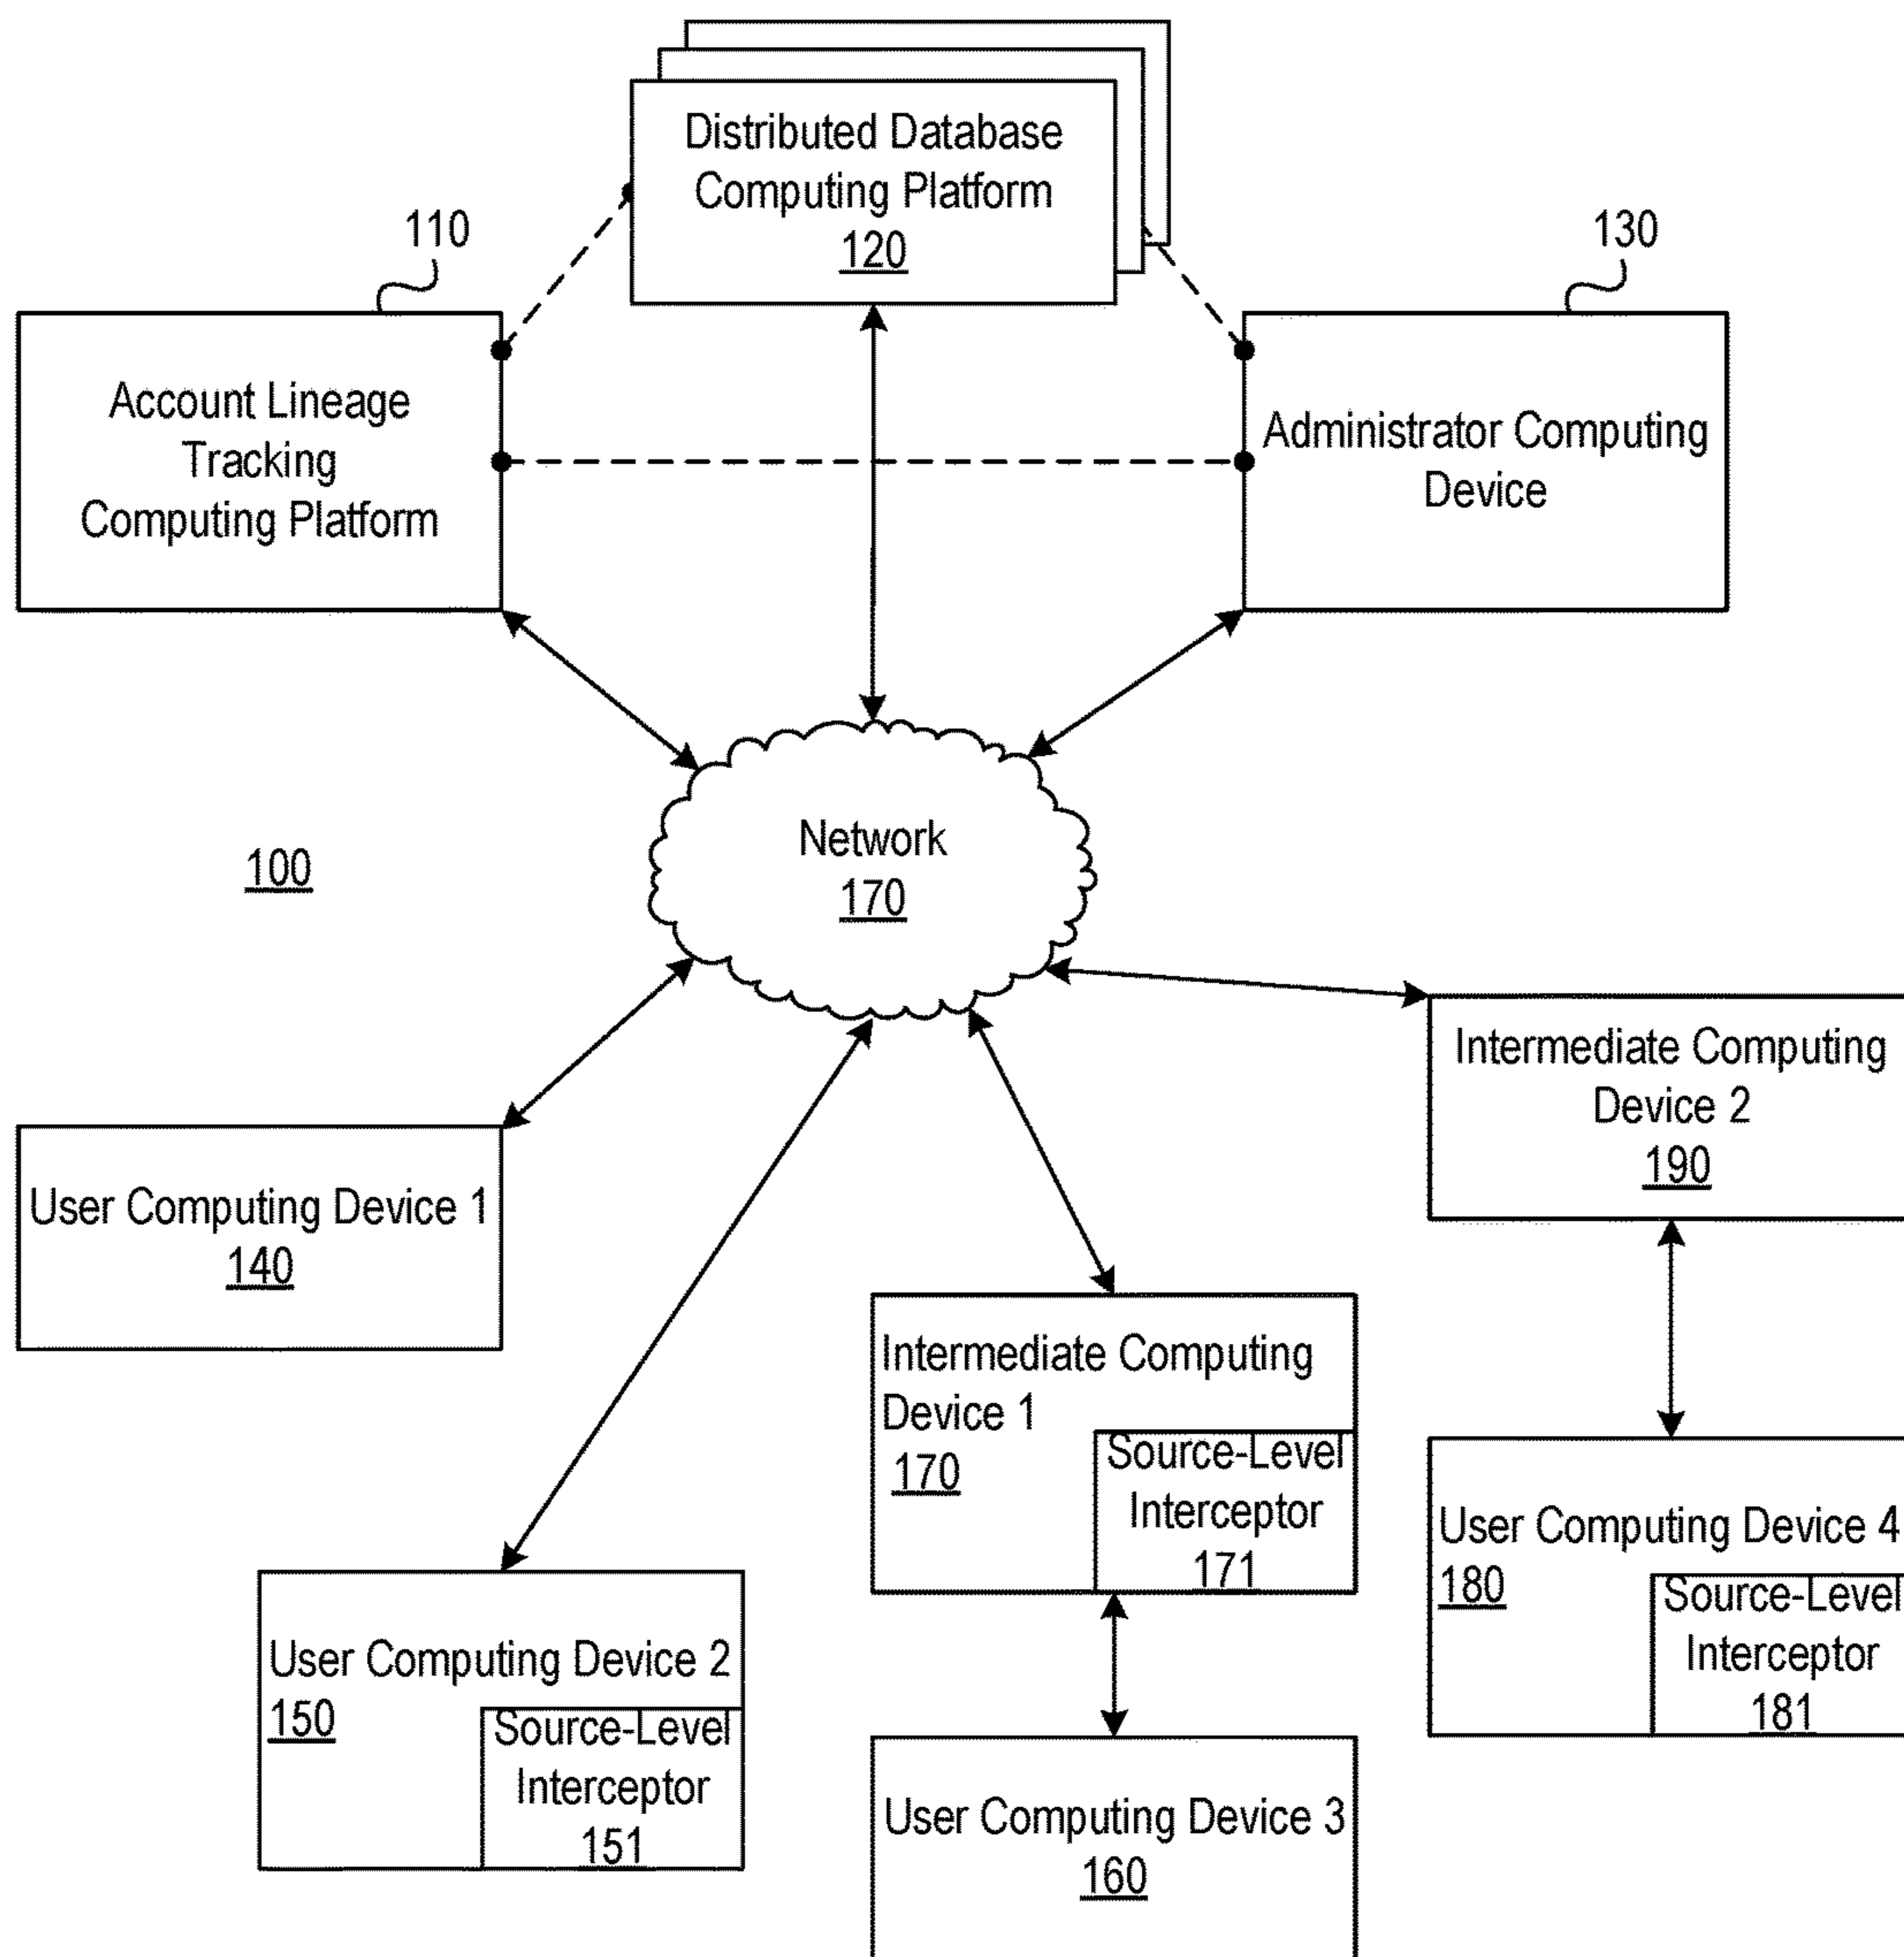 Distributed Database
Computing Platform
120
110
130
Account Lineage
Tracking
Computing Platform
Administrator Computing
Device
Network
170
100
Intermediate Computing
Device 2
190
User Computing Device 1
140
Intermediate Computing
Device 1
170
Source-Level
Interceptor
171
User Computing Device 4
180
Source-Level
Interceptor
181
User Computing Device 2
150
Source-Level
Interceptor
151
User Computing Device 3
160